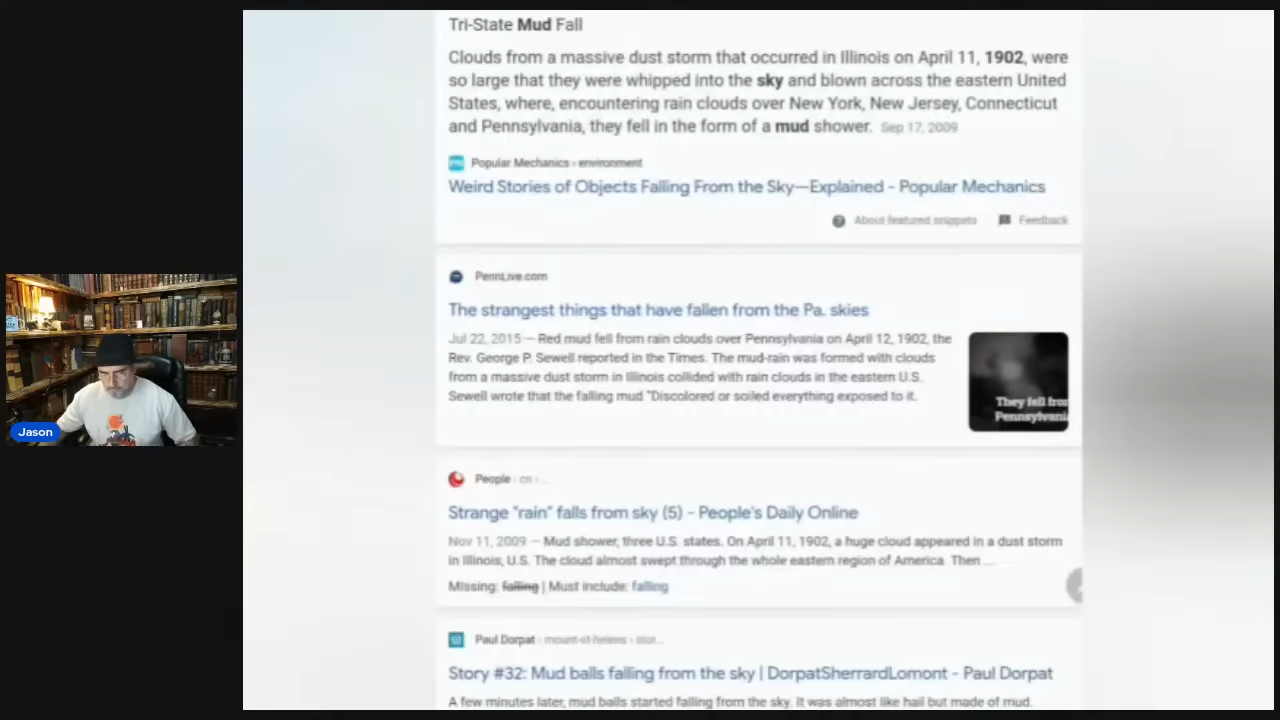 Tri-State Mud Fall
Clouds from a massive dust storm that occurred in Illinois on April 11, 1902, were
so large that they were whipped into the sky and blown across the eastern United
States, where, encountering rain clouds over New York, New Jersey, Connecticut
and Pennsylvania, they fell in the form of a mud shower. Sep 17, 2009
Popular Mechanics › environment
Weird Stories of Objects Falling From the Sky—Explained - Popular Mechanics
About featured snippets Feedback
PennLive.com
The strangest things that have fallen from the Pa. skies
Jul 22, 2015 — Red mud fell from rain clouds over Pennsylvania on April 12, 1902, the
Rev. George P. Sewell reported in the Times. The mud-rain was formed with clouds
from a massive dust storm in Illinois collided with rain clouds in the eastern U.S.
Sewell wrote that the falling mud "Discolored or soiled everything exposed to it.
They fell from
Pennsylvania
People › cn › ...
Strange "rain" falls from sky (5) - People's Daily Online
Nov 11, 2009 — Mud shower, three U.S. states. On April 11, 1902, a huge cloud appeared in a dust storm
in Illinois, U.S. The cloud almost swept through the whole eastern region of America. Then ...
Missing: falling | Must include: falling
Paul Dorpat › mount-st-helens › stor...
Story #32: Mud balls falling from the sky | DorpatSherrardLomont - Paul Dorpat
A few minutes later, mud balls started falling from the sky. It was almost like hail but made of mud.
Jason